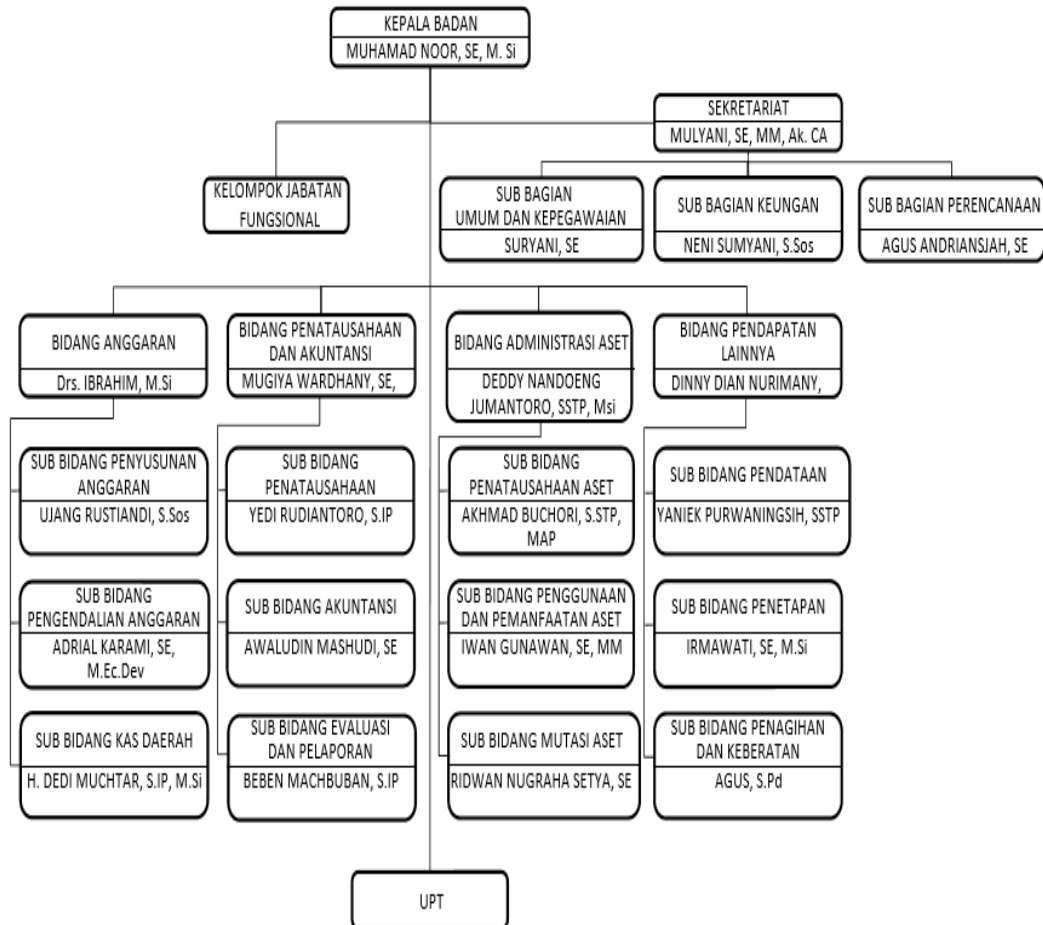 KEPALA BADAN
MUHAMAD NOOR, SE, M. Si
SEKRETARIAT
MULYANI, SE, MM, Ak. CA
KELOMPOK JABATAN
FUNGSIONAL
SUB BAGIAN
UMUM DAN KEPEGAWAIAN
SURYANI, SE
SUB BAGIAN KEUNGAN
NENI SUMYANI, S.Sos
SUB BAGIAN PERENCANAAN
AGUS ANDRIANSJAH, SE
BIDANG ANGGARAN
Drs. IBRAHIM, M.Si
BIDANG PENATAUSAHAAN
DAN AKUNTANSI
MUGIYA WARDHANY, SE,
BIDANG ADMINISTRASI ASET
DEDDY NANDOENG
JUMANTORO, SSTP, Msi
BIDANG PENDAPATAN
LAINNYA
DINNY DIAN NURIMANY,
SUB BIDANG PENYUSUNAN
ANGGARAN
UJANG RUSTIANDI, S.Sos
SUB BIDANG
PENATAUSAHAAN
YEDI RUDIANTORO, S.IP
SUB BIDANG
PENATAUSAHAAN ASET
AKHMAD BUCHORI, S.STP,
MAP
SUB BIDANG PENDATAAN
YANIEK PURWANINGSIH, SSTP
SUB BIDANG
PENGENDALIAN ANGGARAN
ADRIAL KARAMI, SE,
M.Ec.Dev
SUB BIDANG AKUNTANSI
AWALUDIN MASHUDI, SE
SUB BIDANG PENGGUNAAN
DAN PEMANFAATAN ASET
IWAN GUNAWAN, SE, MM
SUB BIDANG PENETAPAN
IRMAWATI, SE, M.Si
SUB BIDANG KAS DAERAH
H. DEDI MUCHTAR, S.IP, M.Si
SUB BIDANG EVALUASI
DAN PELAPORAN
BEBEN MACHBUBAN, S.IP
SUB BIDANG MUTASI ASET
RIDWAN NUGRAHA SETYA, SE
SUB BIDANG PENAGIHAN
DAN KEBERATAN
AGUS, S.Pd
UPT